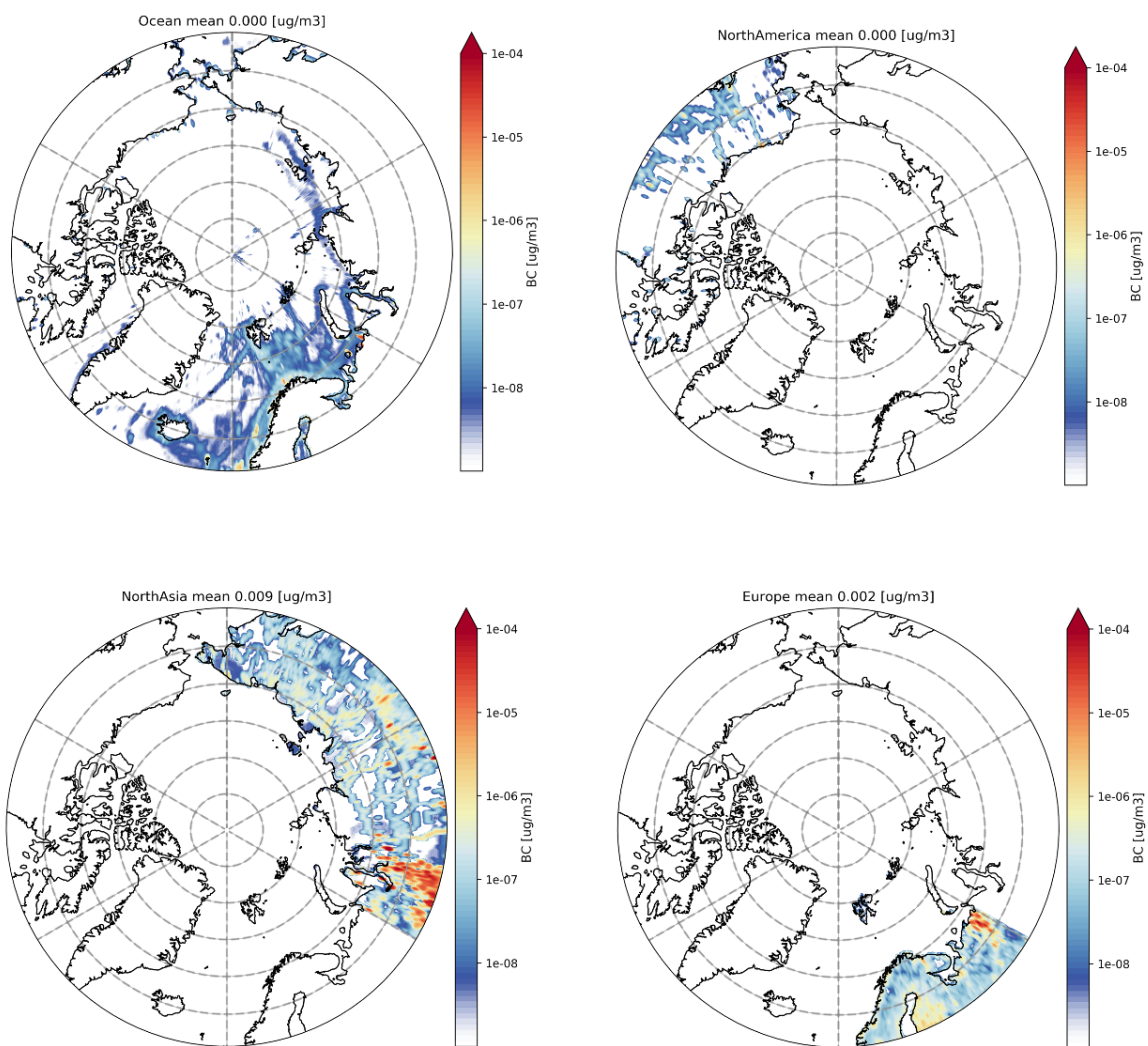 Ocean mean 0.000 [ug/m3]
1e-04
1e-05
1e-06
1e-07
1e-08
BC [ug/m3]
NorthAmerica mean 0.000 [ug/m3]
1e-04
1e-05
1e-06
1e-07
1e-08
BC [ug/m3]
NorthAsia mean 0.009 [ug/m3]
1e-04
1e-05
1e-06
1e-07
1e-08
BC [ug/m3]
Europe mean 0.002 [ug/m3]
1e-04
1e-05
1e-06
1e-07
1e-08
BC [ug/m3]